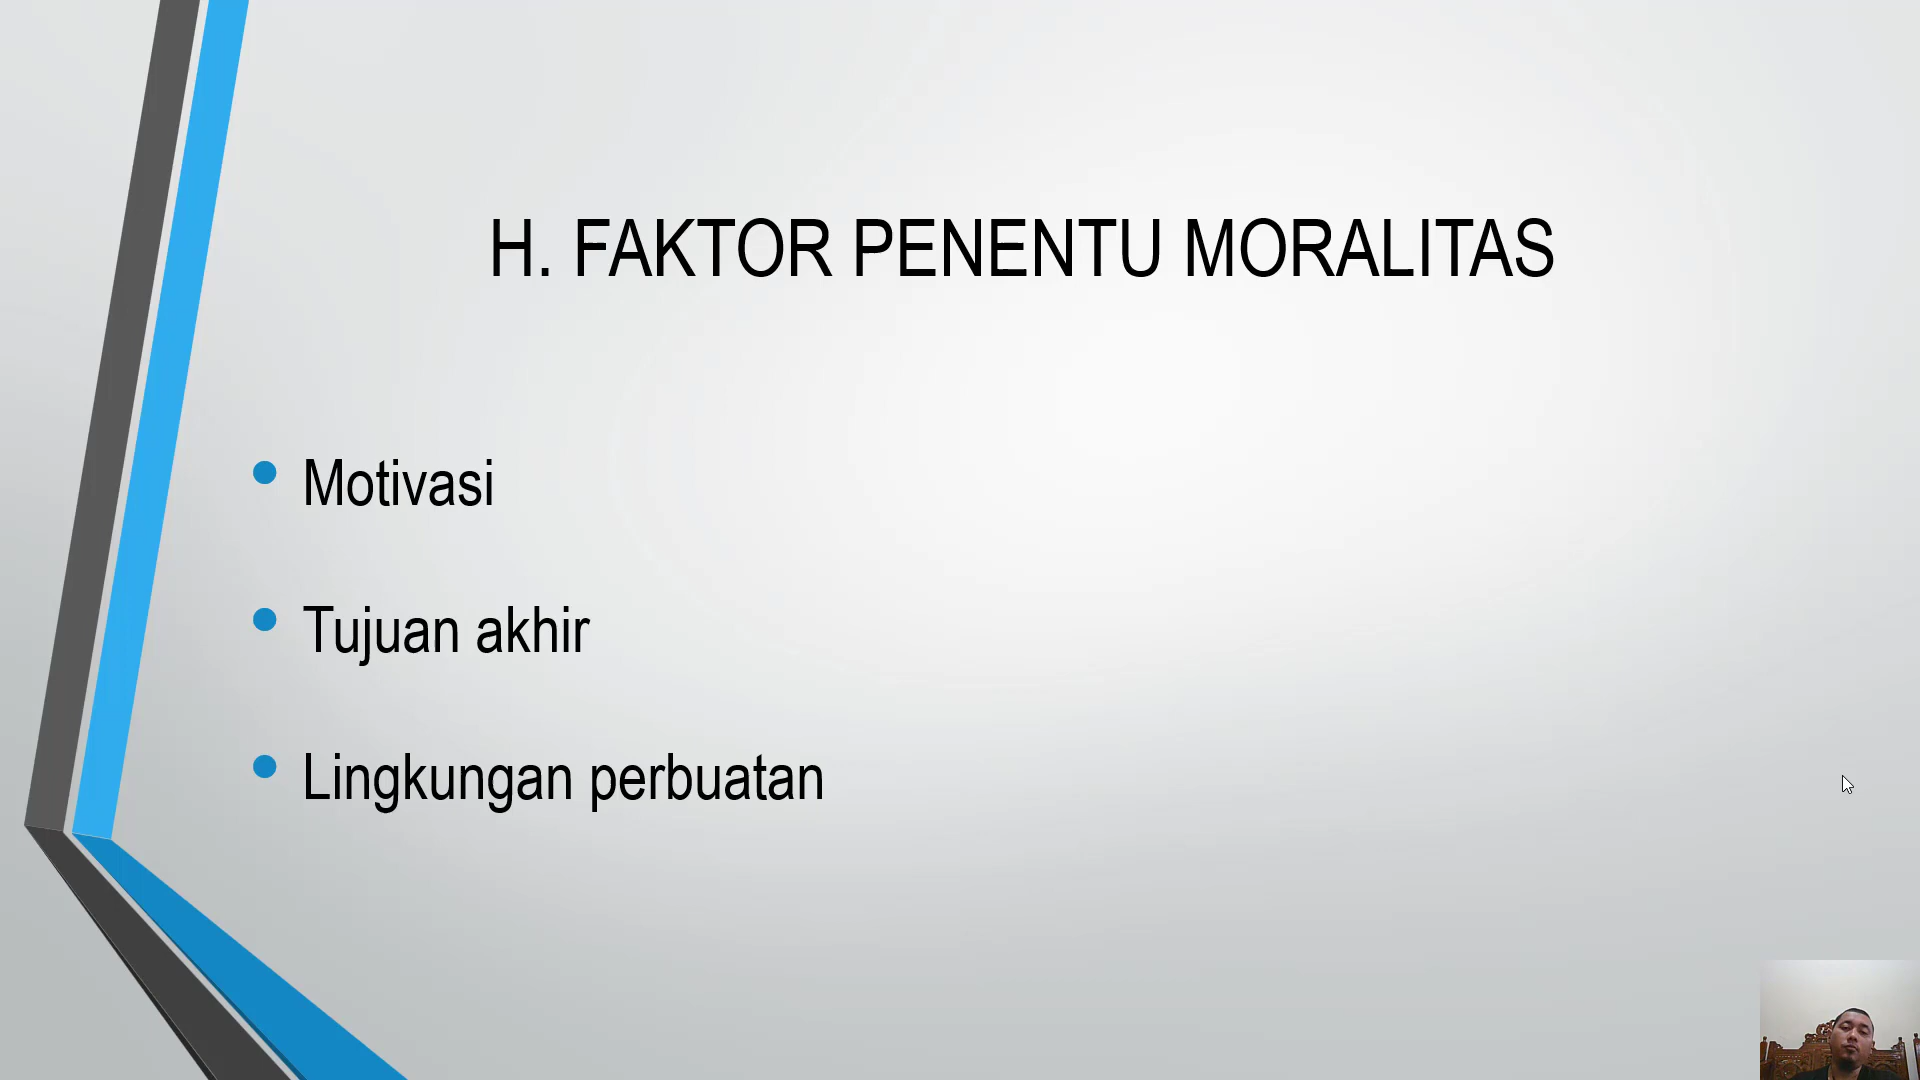 H. FAKTOR PENENTU MORALITAS
• Motivasi
• Tujuan akhir
• Lingkungan perbuatan